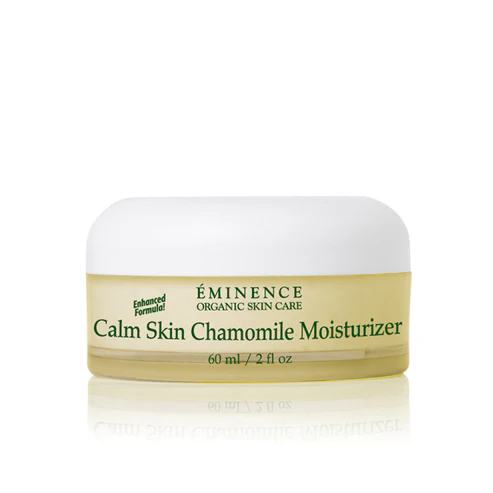 Enhanced
Formula!
ÉMINENCE
ORGANIC SKIN CARE
Calm Skin Chamomile Moisturizer
60 ml / 2 fl oz